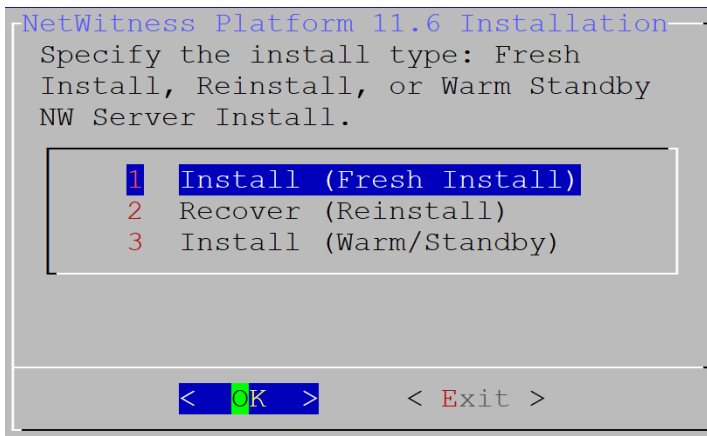 NetWitness Platform 11.6 Installation
Specify the install type: Fresh
Install, Reinstall, or Warm Standby
NW Server Install.
1 Install (Fresh Install)
2 Recover (Reinstall)
3 Install (Warm/Standby)
< OK > < Exit >